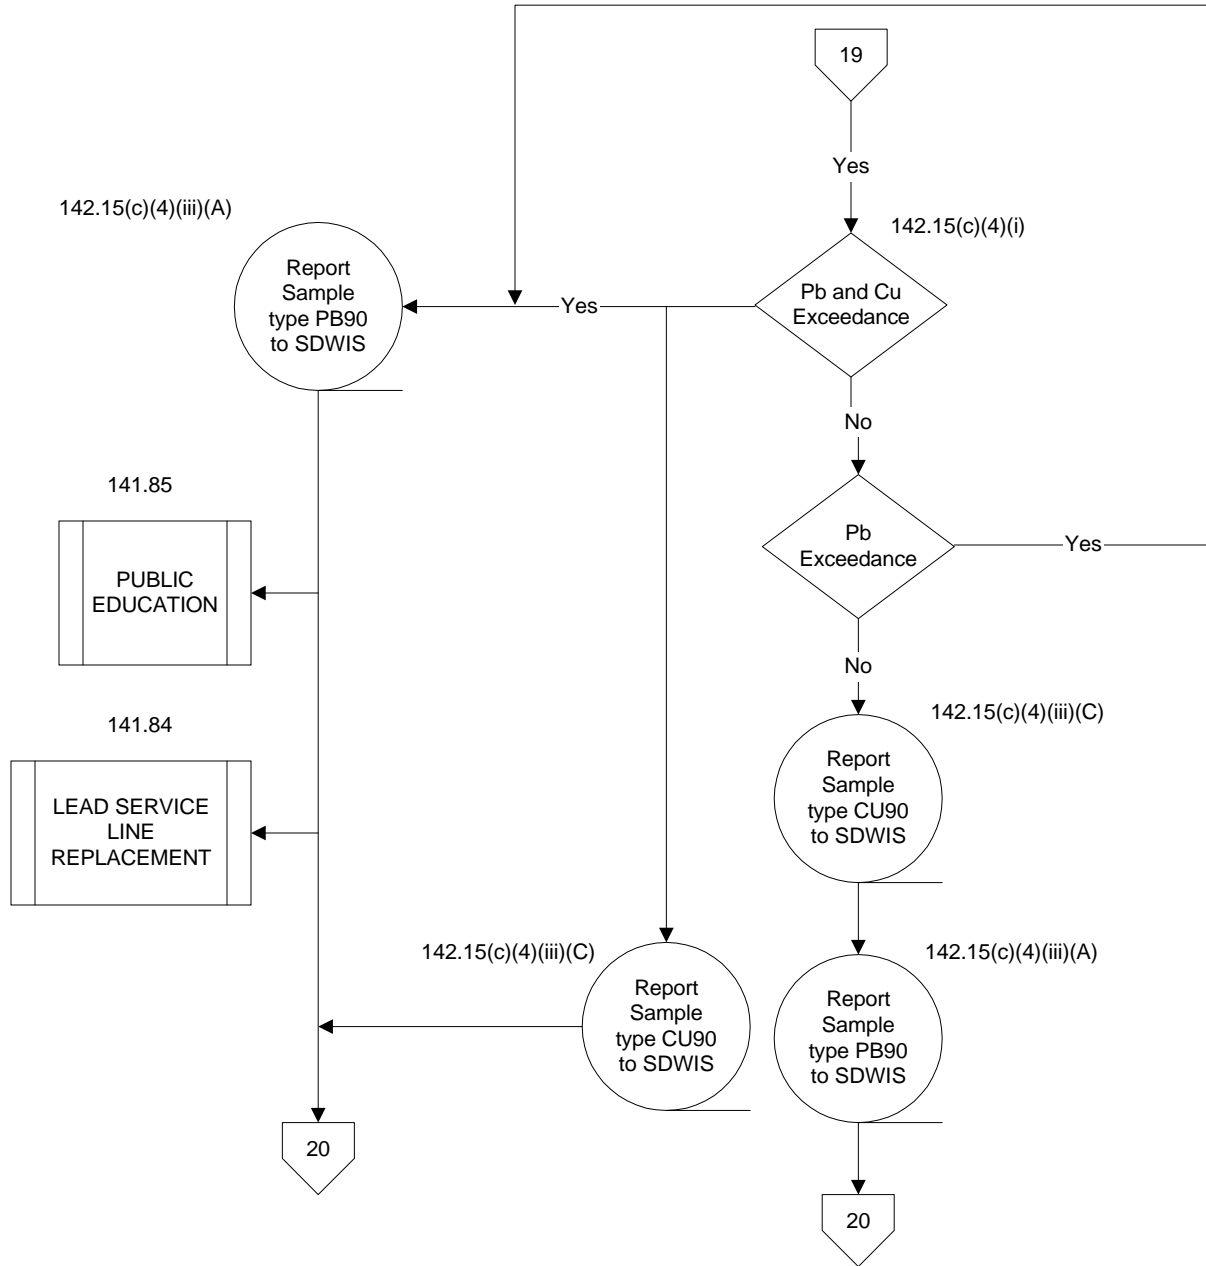 19
Yes
142.15(c)(4)(iii)(A)
142.15(c)(4)(i)
Report
Sample
type PB90
to SDWIS
Yes
Pb and Cu
Exceedance
No
141.85
PUBLIC
EDUCATION
Pb
Exceedance
Yes
No
141.84
LEAD SERVICE
LINE
REPLACEMENT
142.15(c)(4)(iii)(C)
Report
Sample
type CU90
to SDWIS
142.15(c)(4)(iii)(C)
Report
Sample
type CU90
to SDWIS
142.15(c)(4)(iii)(A)
Report
Sample
type PB90
to SDWIS
20
20